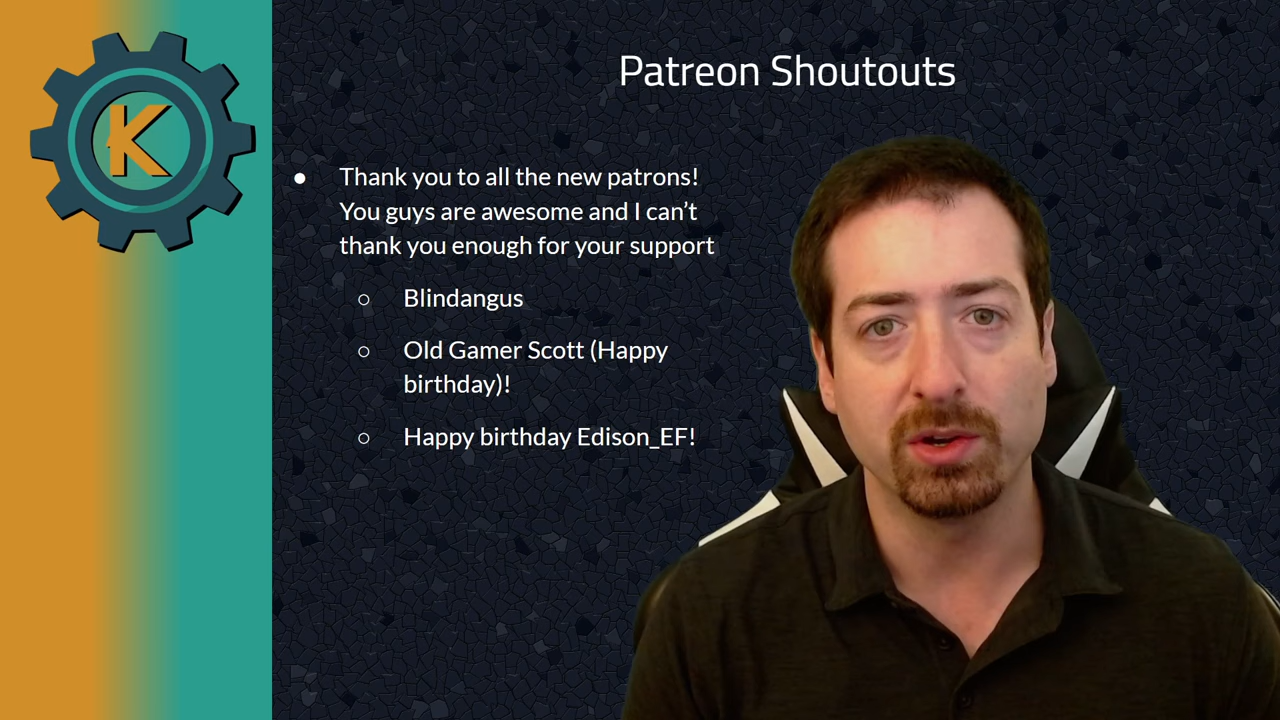 K
Patreon Shoutouts
● Thank you to all the new patrons!
You guys are awesome and I can’t
thank you enough for your support
○ Blindangus
○ Old Gamer Scott (Happy
birthday)!
○ Happy birthday Edison_EF!